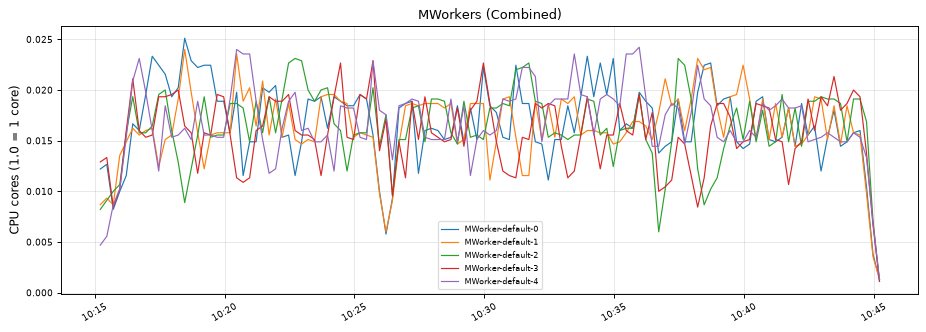 MWorkers (Combined)
CPU cores (1.0 = 1 core)
0.025
0.020
0.015
0.010
0.005
0.000
MWorker-default-0
MWorker-default-1
MWorker-default-2
MWorker-default-3
MWorker-default-4
10:15
10:20
10:25
10:30
10:35
10:40
10:45